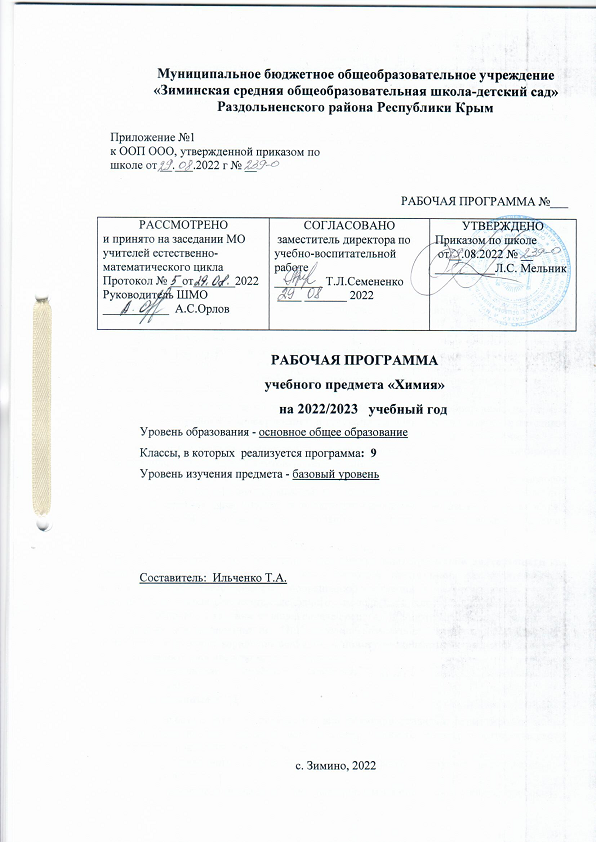 Муниципальное бюджетное общеобразовательное учреждение
«Зиминская средняя общеобразовательная школа-детский сад»
Раздольненского района Республики Крым
Приложение №1
к ООП ООО, утвержденной приказом по
школе от 29.08.2022 г № 239-О
РАБОЧАЯ ПРОГРАММА №___
РАССМОТРЕНО
и принято на заседании МО
учителей естественно-
математического цикла
Протокол № 5 от 29.08. 2022
Руководитель ШМО
А.С.Орлов
СОГЛАСОВАНО
заместитель директора по
учебно-воспитательной
работе
Т.Л.Семененко
29 08 2022
УТВЕРЖДЕНО
Приказом по школе
от 29.08.2022 № 239-О
Л.С. Мельник
РАБОЧАЯ ПРОГРАММА
учебного предмета «Химия»
на 2022/2023 учебный год
Уровень образования - основное общее образование
Классы, в которых реализуется программа: 9
Уровень изучения предмета - базовый уровень
Составитель: Ильченко Т.А.
с. Зимино, 2022